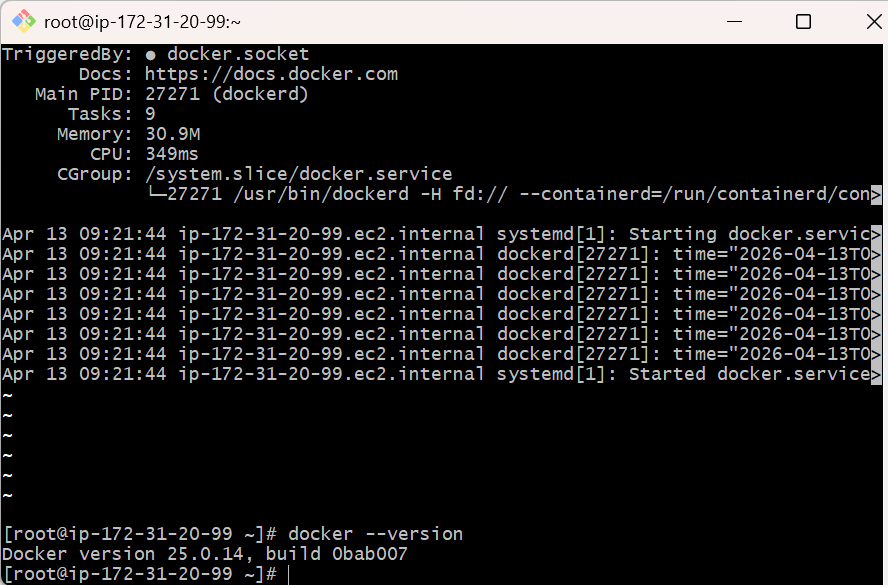 root@ip-172-31-20-99:~
TriggeredBy: ● docker.socket
       Docs: https://docs.docker.com
   Main PID: 27271 (dockerd)
      Tasks: 9
     Memory: 30.9M
        CPU: 349ms
     CGroup: /system.slice/docker.service
             └─27271 /usr/bin/dockerd -H fd:// --containerd=/run/containerd/con>
Apr 13 09:21:44 ip-172-31-20-99.ec2.internal systemd[1]: Starting docker.servic>
Apr 13 09:21:44 ip-172-31-20-99.ec2.internal dockerd[27271]: time="2026-04-13T0>
Apr 13 09:21:44 ip-172-31-20-99.ec2.internal dockerd[27271]: time="2026-04-13T0>
Apr 13 09:21:44 ip-172-31-20-99.ec2.internal dockerd[27271]: time="2026-04-13T0>
Apr 13 09:21:44 ip-172-31-20-99.ec2.internal dockerd[27271]: time="2026-04-13T0>
Apr 13 09:21:44 ip-172-31-20-99.ec2.internal dockerd[27271]: time="2026-04-13T0>
Apr 13 09:21:44 ip-172-31-20-99.ec2.internal dockerd[27271]: time="2026-04-13T0>
Apr 13 09:21:44 ip-172-31-20-99.ec2.internal systemd[1]: Started docker.service>
~
~
~
~
~
~
[root@ip-172-31-20-99 ~]# docker --version
Docker version 25.0.14, build 0bab007
[root@ip-172-31-20-99 ~]#